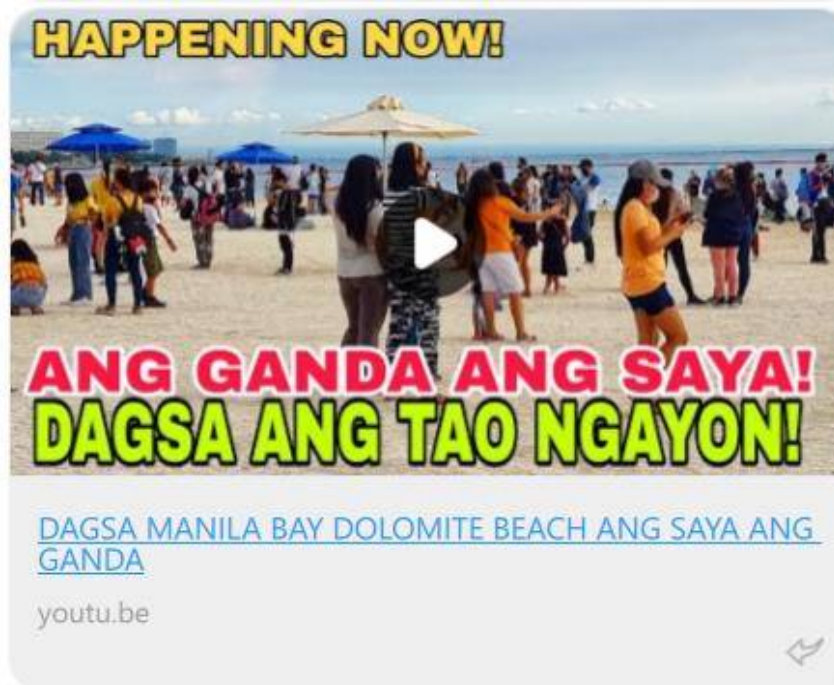 HAPPENING NOW!
ANG GANDA ANG SAYA!
DAGSA ANG TAO NGAYON!
DAGSA MANILA BAY DOLOMITE BEACH ANG SAYA ANG
GANDA
youtu.be